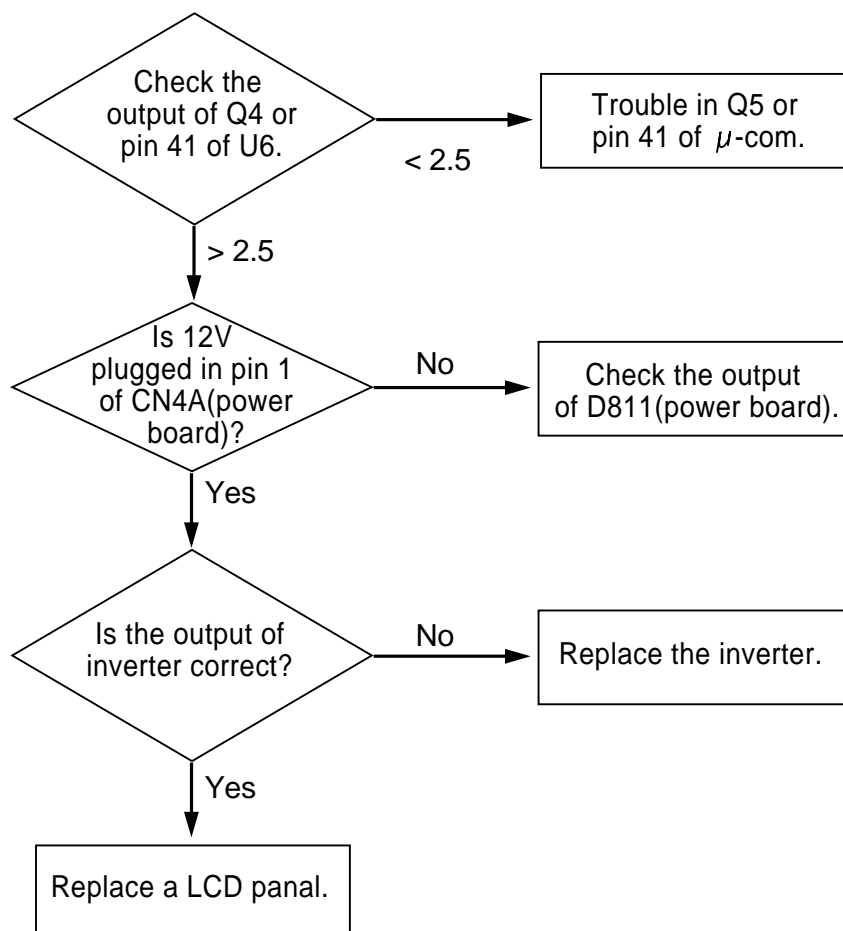 Check the
output of Q4 or
pin 41 of U6.
< 2.5
Trouble in Q5 or
pin 41 of µ-com.
> 2.5
Is 12V
plugged in pin 1
of CN4A(power
board)?
No
Check the output
of D811(power board).
Yes
Is the output of
inverter correct?
No
Replace the inverter.
Yes
Replace a LCD panal.